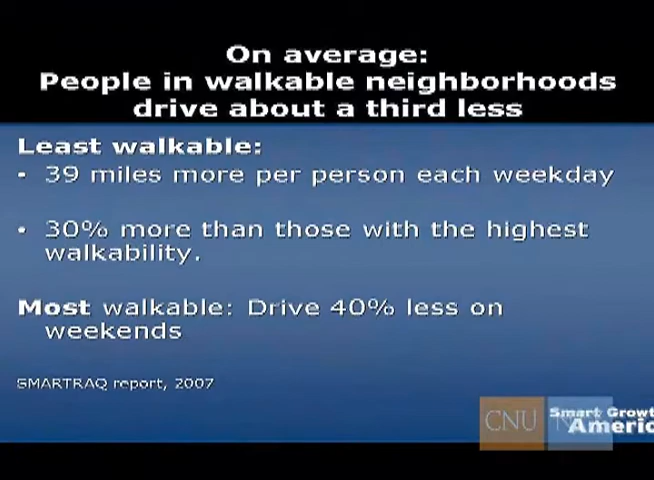 On average:
People in walkable neighborhoods
drive about a third less
Least walkable:
• 39 miles more per person each weekday
• 30% more than those with the highest
walkability.
Most walkable: Drive 40% less on
weekends
SMARTRAQ report, 2007
CNU
Smart Growt
Americ